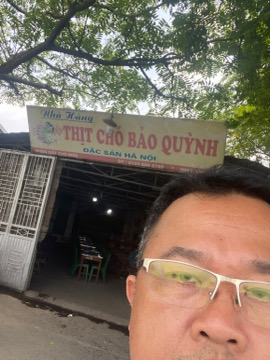 Nhà Hàng
THỊT CHÓ BẢO QUỲNH
ĐẶC SẢN HÀ NỘI